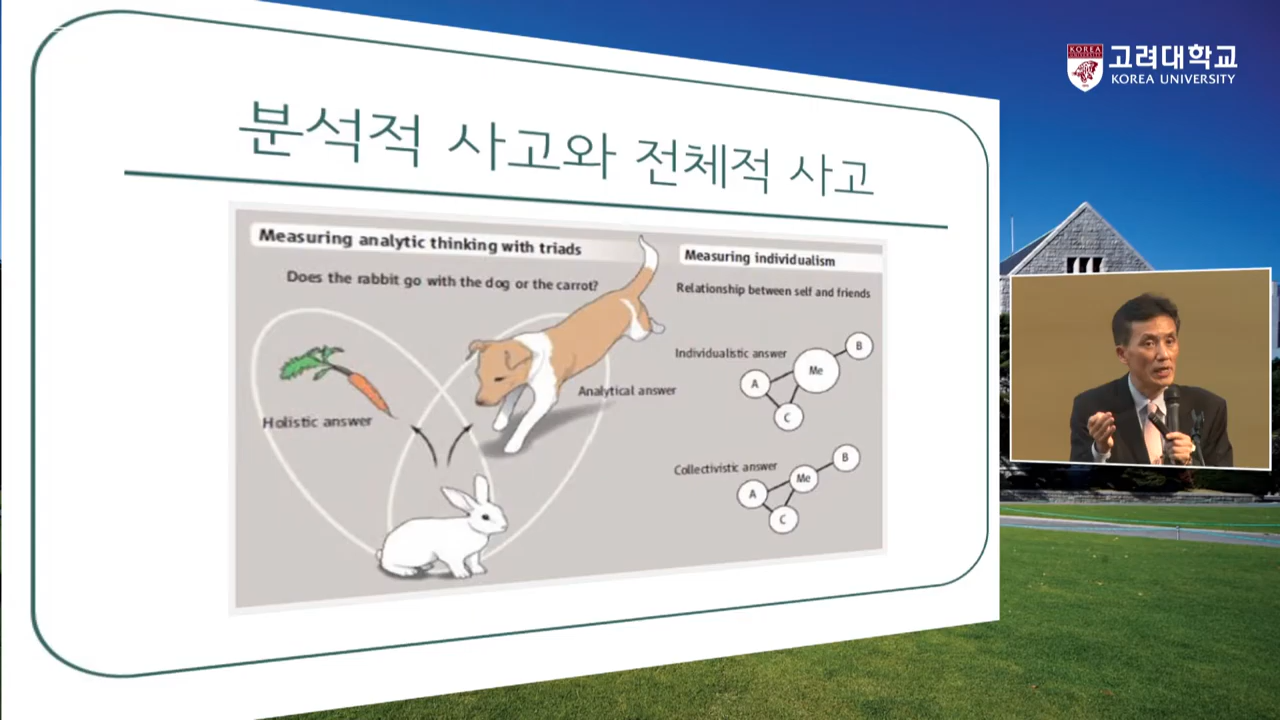 분석적 사고와 전체적 사고
Measuring analytic thinking with triads
Does the rabbit go with the dog or the carrot?
Holistic answer
Analytical answer
Measuring individualism
Relationship between self and friends
Individualistic answer
B
Me
A
C
Collectivistic answer
B
Me
A
C
KOREA
고려대학교
KOREA UNIVERSITY